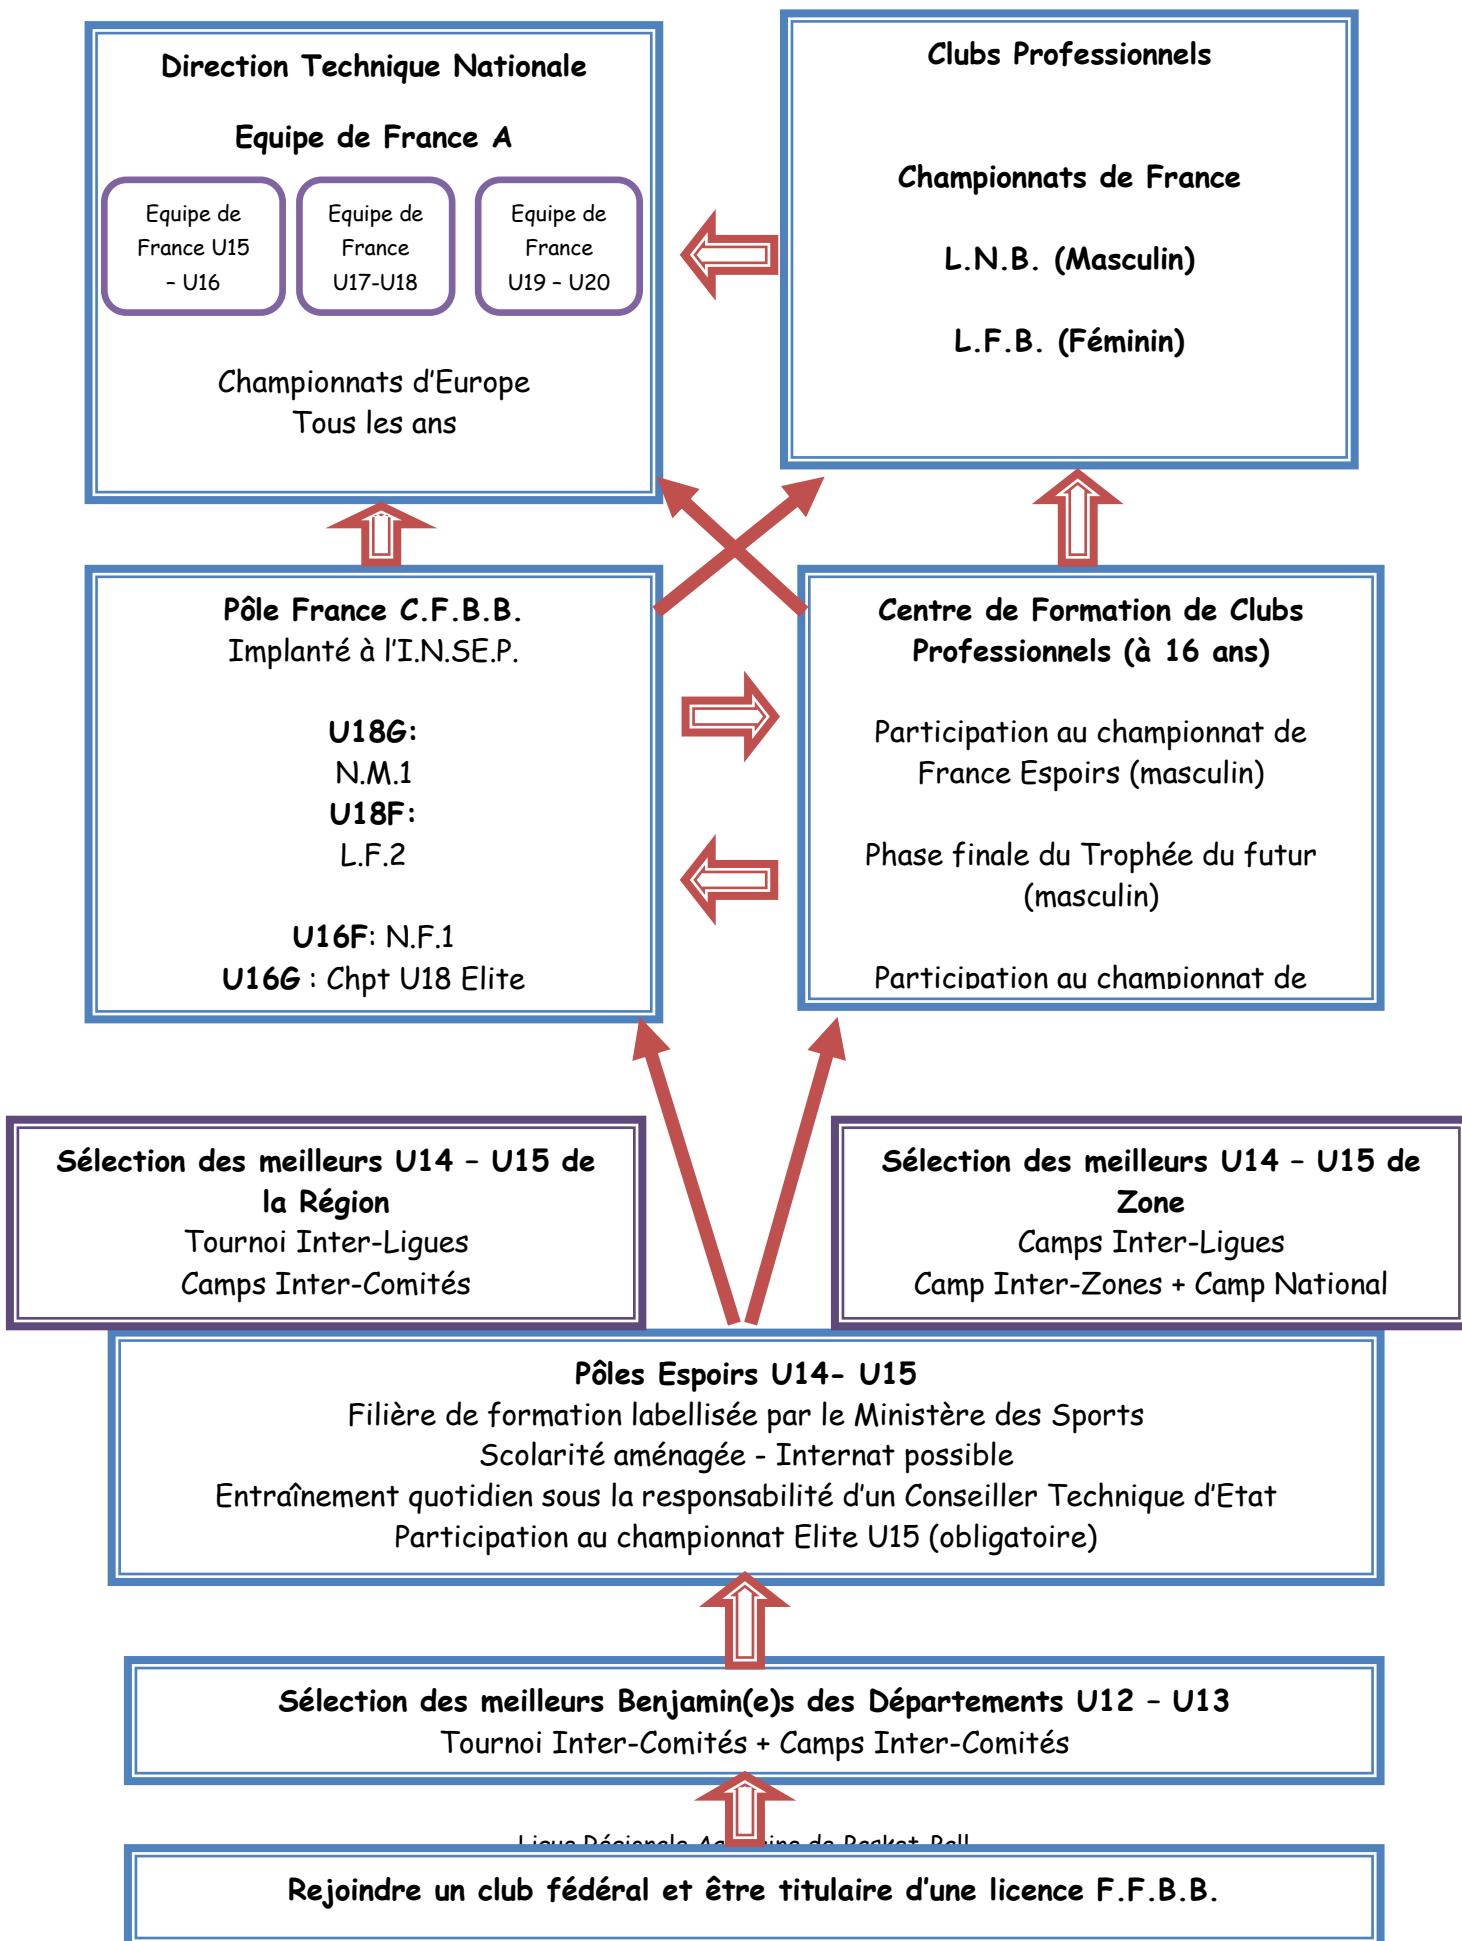 Direction Technique Nationale
Equipe de France A
Equipe de
France U15
– U16
Equipe de
France
U17-U18
Equipe de
France
U19 – U20
Championnats d'Europe
Tous les ans
Clubs Professionnels
Championnats de France
L.N.B. (Masculin)
L.F.B. (Féminin)
Pôle France C.F.B.B.
Implanté à l'I.N.SE.P.
U18G:
N.M.1
U18F:
L.F.2
U16F: N.F.1
U16G : Chpt U18 Elite
Centre de Formation de Clubs
Professionnels (à 16 ans)
Participation au championnat de
France Espoirs (masculin)
Phase finale du Trophée du futur
(masculin)
Participation au championnat de
Sélection des meilleurs U14 – U15 de
la Région
Tournoi Inter-Ligues
Camps Inter-Comités
Sélection des meilleurs U14 – U15 de
Zone
Camps Inter-Ligues
Camp Inter-Zones + Camp National
Pôles Espoirs U14- U15
Filière de formation labellisée par le Ministère des Sports
Scolarité aménagée - Internat possible
Entraînement quotidien sous la responsabilité d'un Conseiller Technique d'Etat
Participation au championnat Elite U15 (obligatoire)
Sélection des meilleurs Benjamin(e)s des Départements U12 – U13
Tournoi Inter-Comités + Camps Inter-Comités
Ligue Régionale de Basket-Ball
Rejoindre un club fédéral et être titulaire d'une licence F.F.B.B.